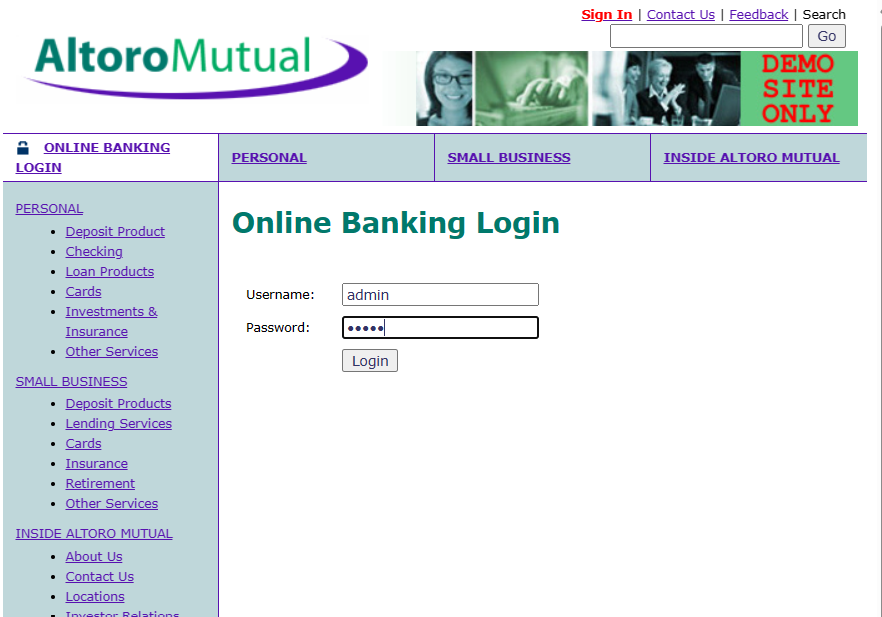 Sign In | Contact Us | Feedback | Search
Go
AltoroMutual
DEMO
SITE
ONLY
ONLINE BANKING
LOGIN
PERSONAL
SMALL BUSINESS
INSIDE ALTORO MUTUAL
PERSONAL
• Deposit Product
• Checking
• Loan Products
• Cards
• Investments &
Insurance
• Other Services
SMALL BUSINESS
• Deposit Products
• Lending Services
• Cards
• Insurance
• Retirement
• Other Services
INSIDE ALTORO MUTUAL
• About Us
• Contact Us
• Locations
• Investor Relations
Online Banking Login
Username: admin
Password: •••••
Login